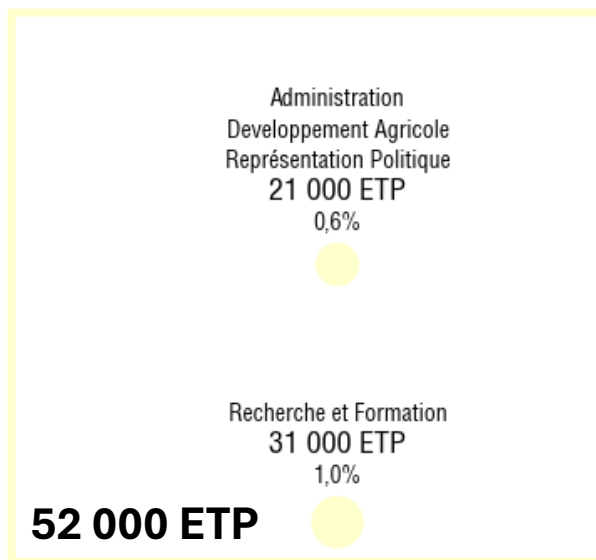 Administration
Developpement Agricole
Représentation Politique
21 000 ETP
0,6%
Recherche et Formation
31 000 ETP
1,0%
52 000 ETP